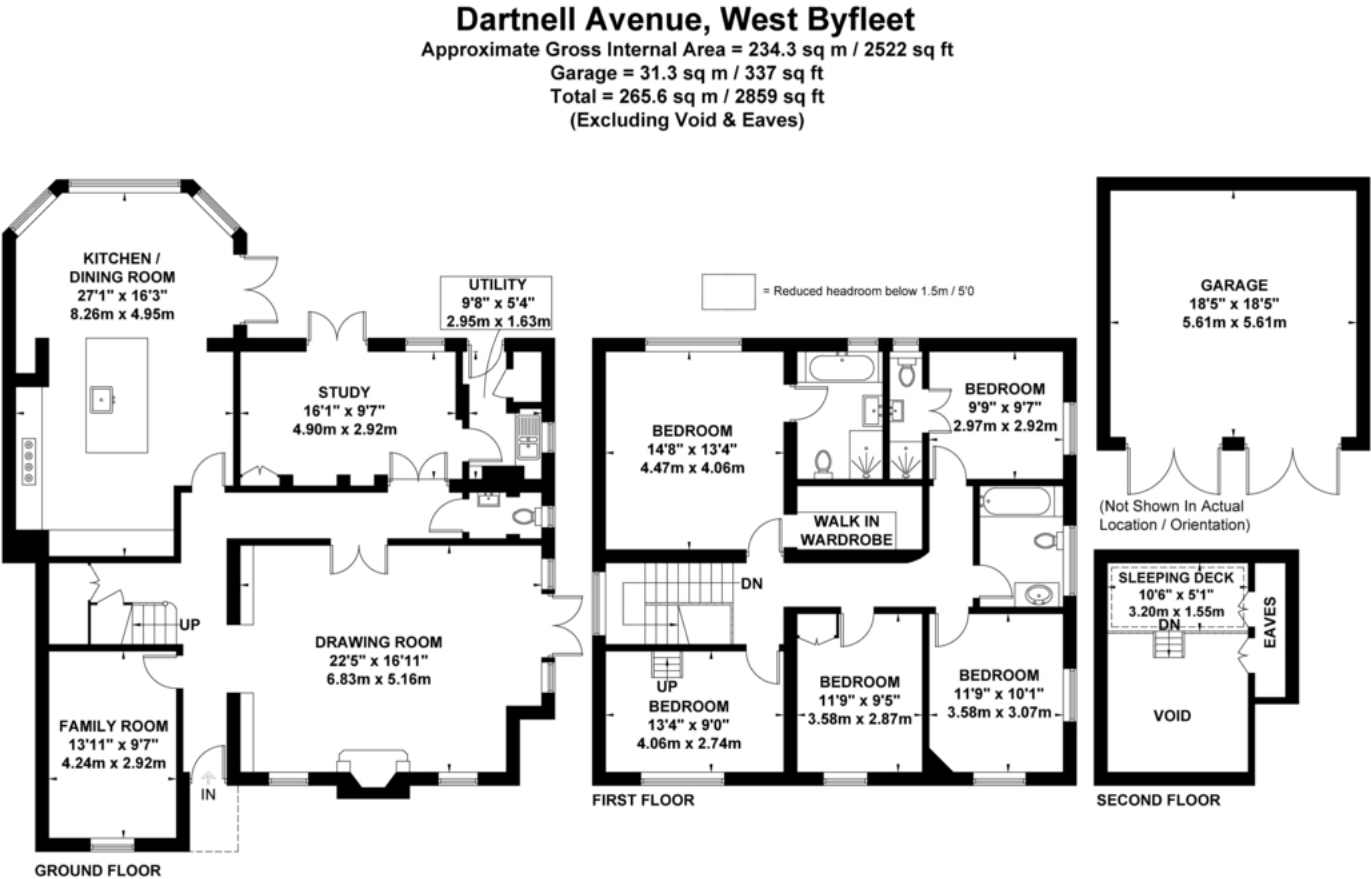 Dartnell Avenue, West Byfleet
Approximate Gross Internal Area = 234.3 sq m / 2522 sq ft
Garage = 31.3 sq m / 337 sq ft
Total = 265.6 sq m / 2859 sq ft
(Excluding Void & Eaves)
KITCHEN /
DINING ROOM
27'1" x 16'3"
8.26m x 4.95m
UTILITY
9'8" x 5'4"
2.95m x 1.63m
STUDY
16'1" x 9'7"
4.90m x 2.92m
UP
DRAWING ROOM
22'5" x 16'11"
6.83m x 5.16m
FAMILY ROOM
13'11" x 9'7"
4.24m x 2.92m
IN
GROUND FLOOR
= Reduced headroom below 1.5m / 5'0
BEDROOM
14'8" x 13'4"
4.47m x 4.06m
BEDROOM
9'9" x 9'7"
2.97m x 2.92m
WALK IN
WARDROBE
DN
UP
BEDROOM
13'4" x 9'0"
4.06m x 2.74m
BEDROOM
11'9" x 9'5"
3.58m x 2.87m
BEDROOM
11'9" x 10'1"
3.58m x 3.07m
FIRST FLOOR
GARAGE
18'5" x 18'5"
5.61m x 5.61m
(Not Shown In Actual
Location / Orientation)
SLEEPING DECK
10'6" x 5'1"
3.20m x 1.55m
DN
EAVES
VOID
SECOND FLOOR